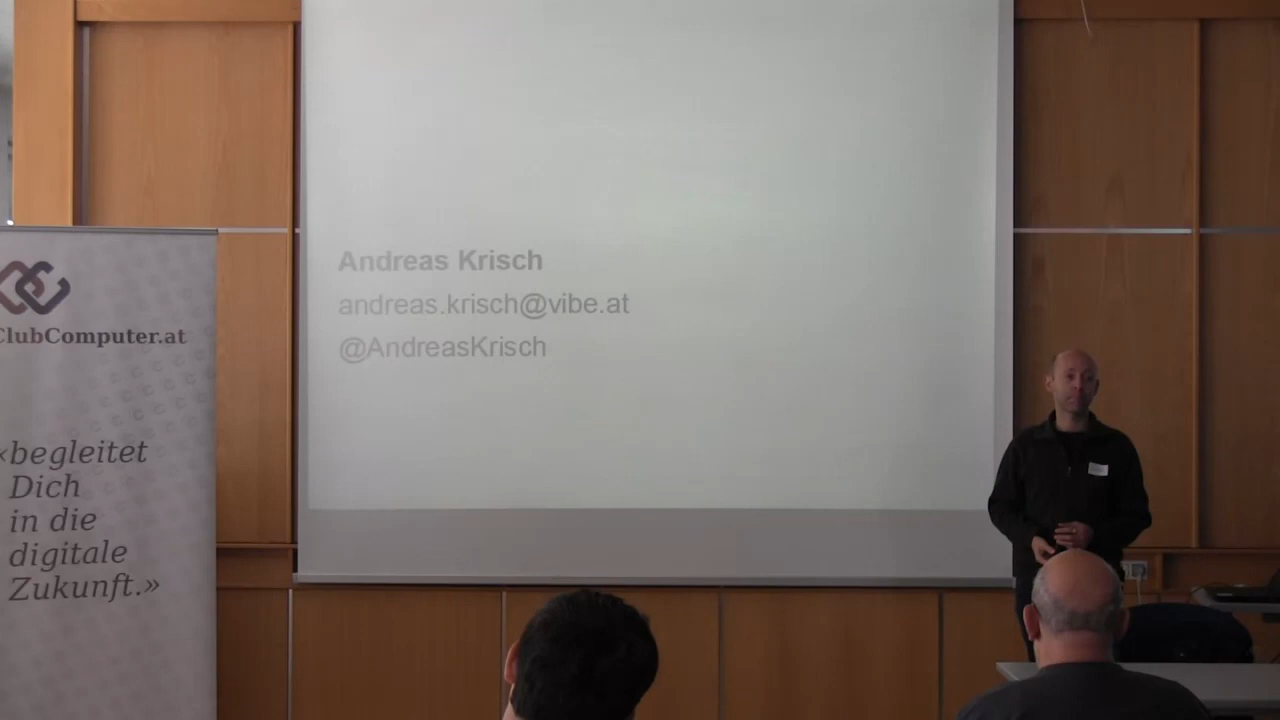 Andreas Krisch
andreas.krisch@vibe.at
@AndreasKrisch
ClubComputer.at
«begleitet
Dich
in die
digitale
Zukunft.»